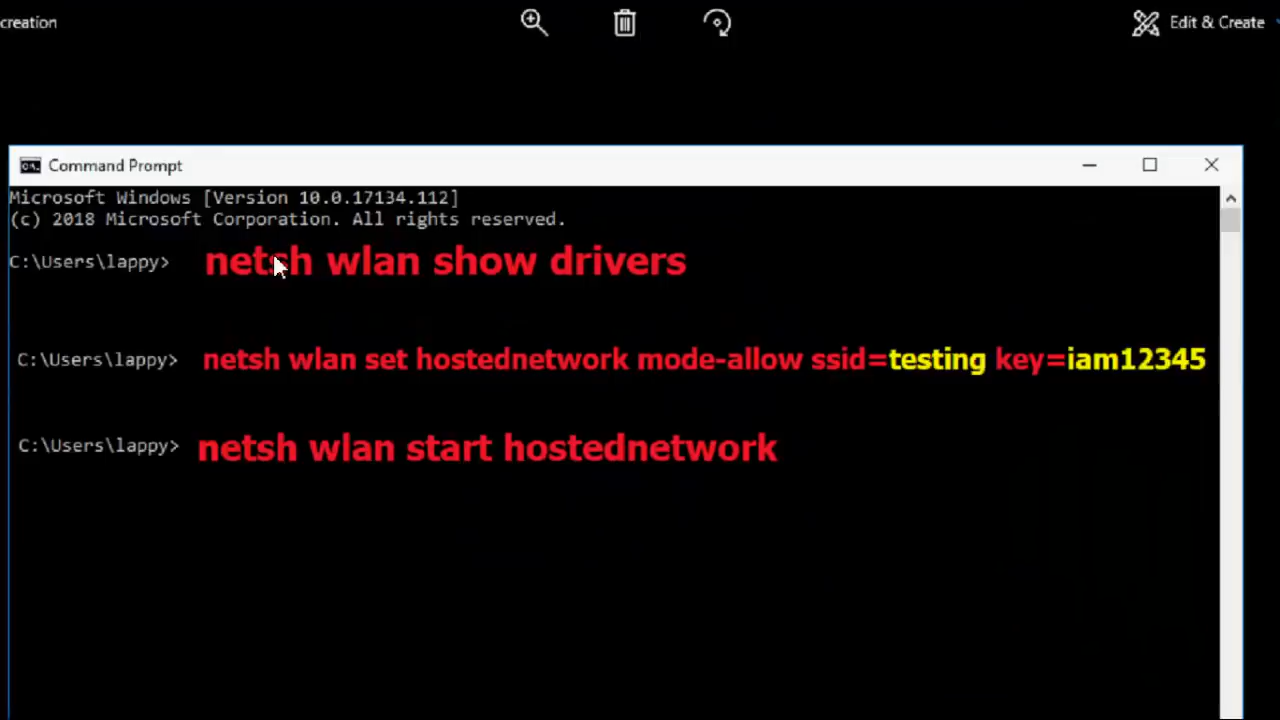 creation
Edit & Create
Command Prompt
Microsoft Windows [Version 10.0.17134.112]
(c) 2018 Microsoft Corporation. All rights reserved.
C:\Users\lappy> netsh wlan show drivers
C:\Users\lappy> netsh wlan set hostednetwork mode-allow ssid=testing key=iam12345
C:\Users\lappy> netsh wlan start hostednetwork